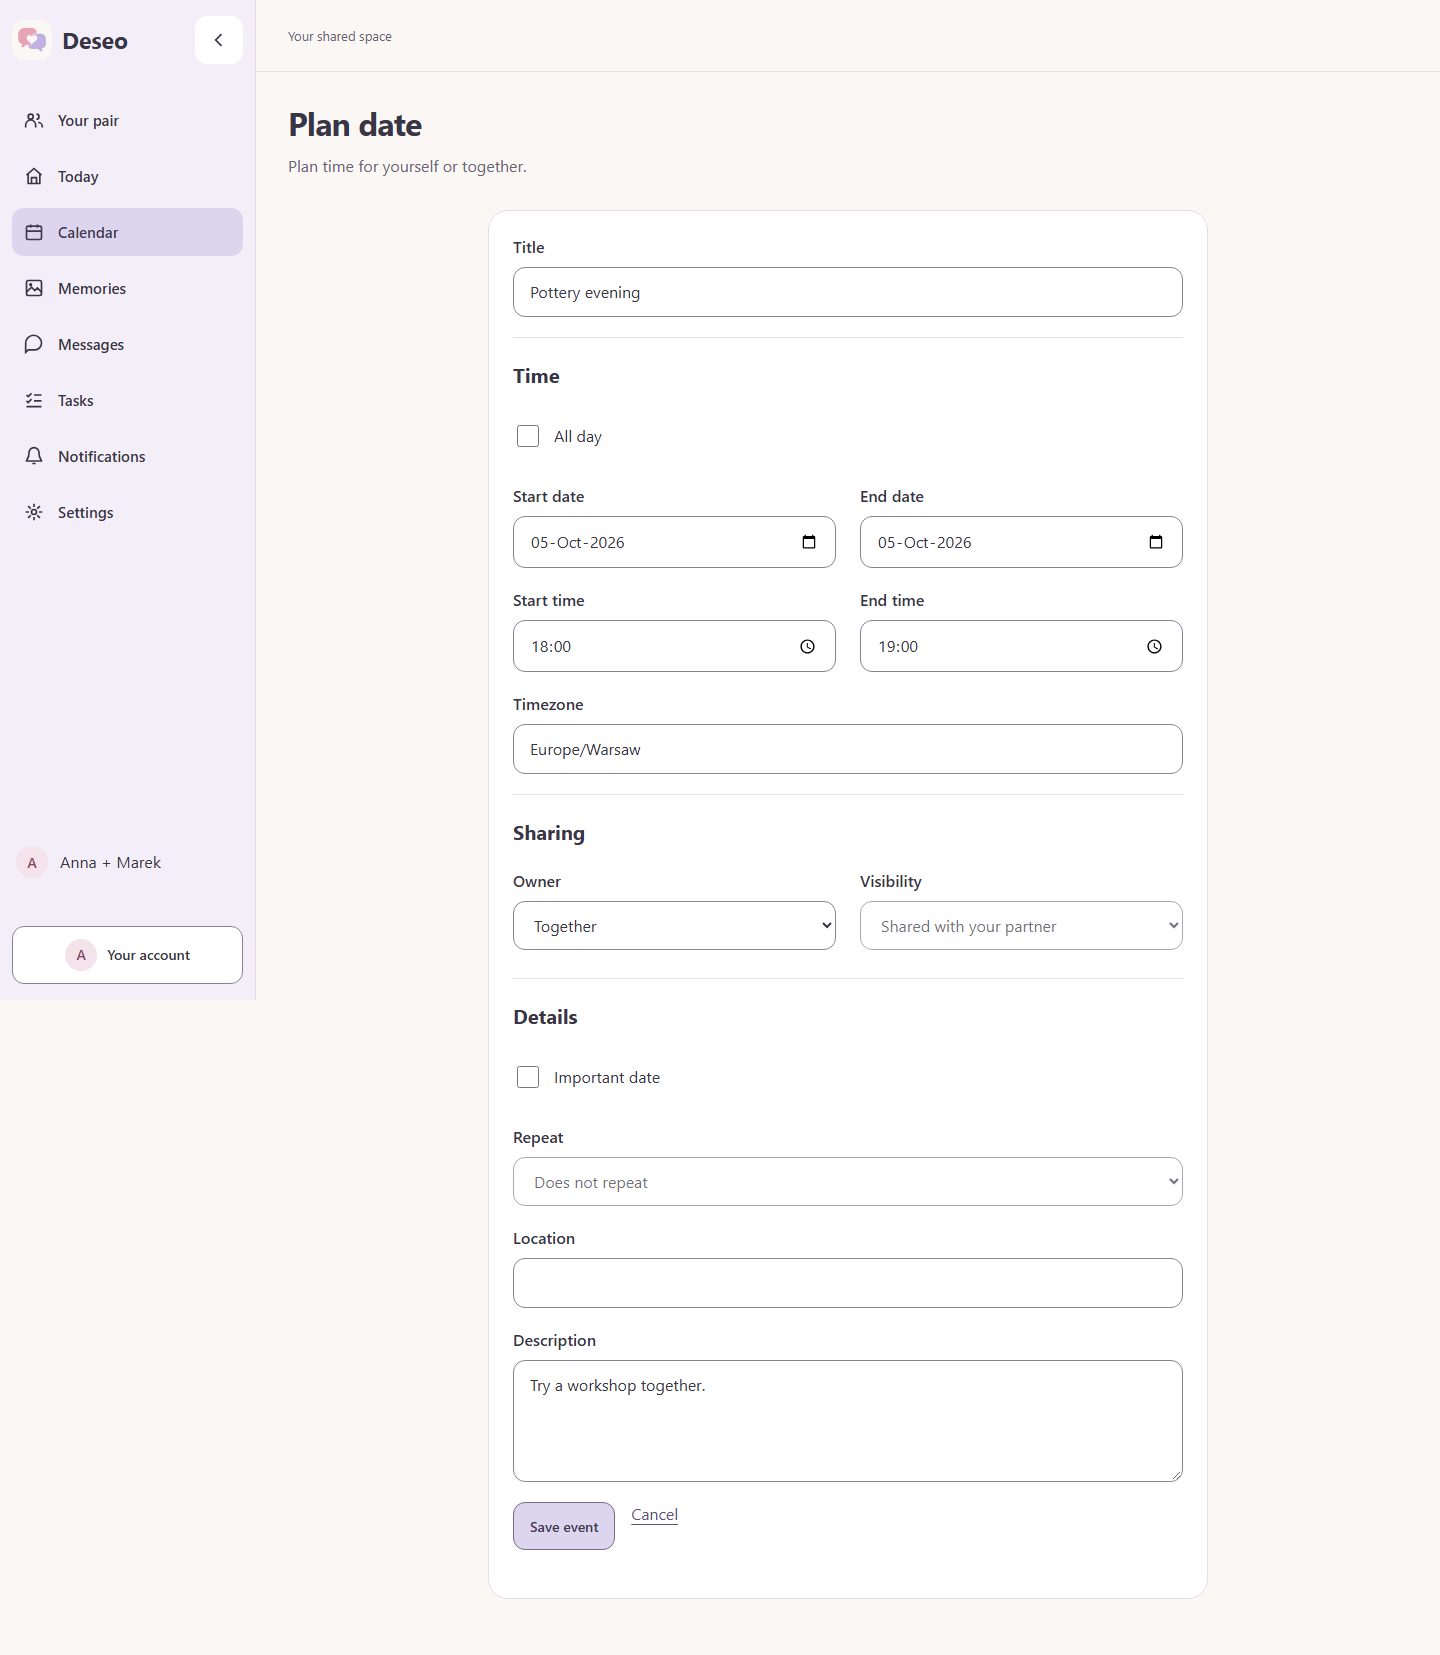 Deseo
Your pair
Today
Calendar
Memories
Messages
Tasks
Notifications
Settings
A Anna + Marek
A Your account
Your shared space
Plan date
Plan time for yourself or together.
Title
Pottery evening
Time
All day
Start date End date
05-Oct-2026 05-Oct-2026
Start time End time
18:00 19:00
Timezone
Europe/Warsaw
Sharing
Owner Visibility
Together Shared with your partner
Details
Important date
Repeat
Does not repeat
Location
Description
Try a workshop together.
Save event Cancel